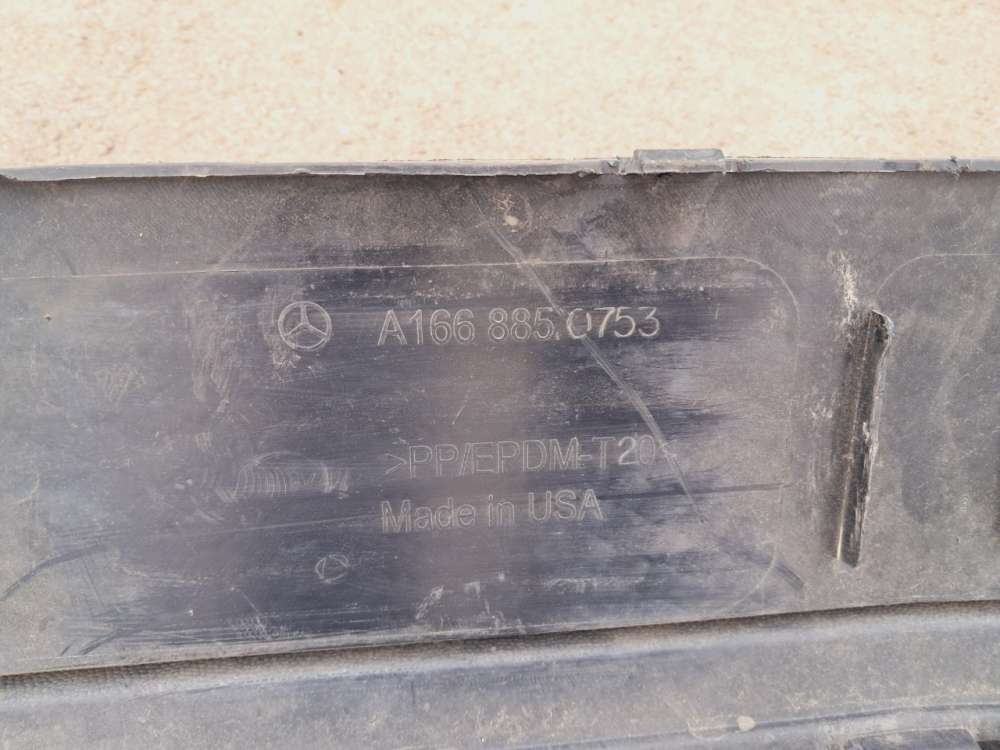 A166 885.0753
>PP/EPDM-T20<
Made in USA